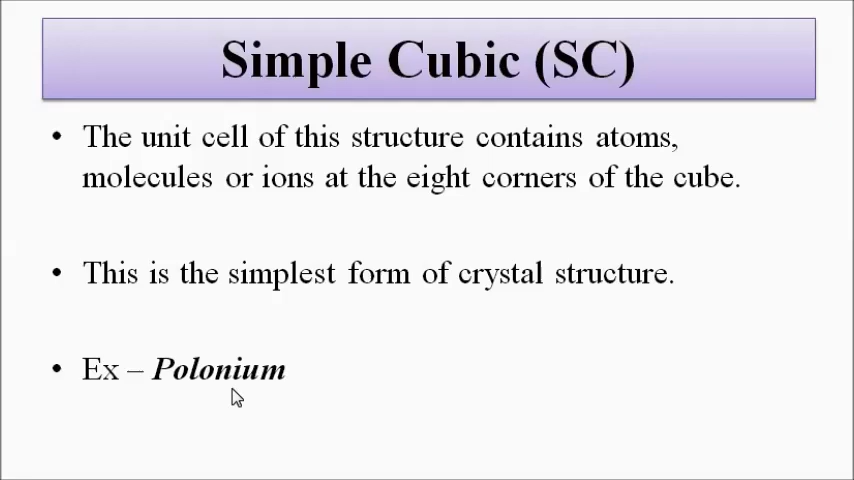 Simple Cubic (SC)
• The unit cell of this structure contains atoms,
molecules or ions at the eight corners of the cube.
• This is the simplest form of crystal structure.
• Ex – Polonium